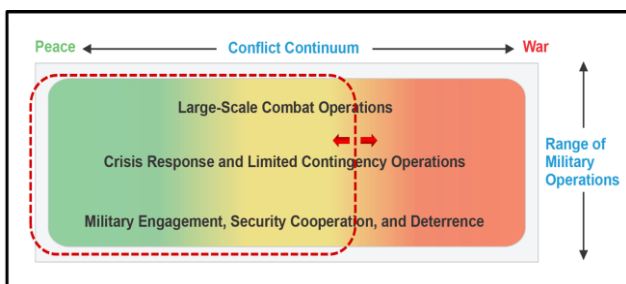 Peace Conflict Continuum War
Large-Scale Combat Operations
Crisis Response and Limited Contingency Operations
Military Engagement, Security Cooperation, and Deterrence
Range of
Military
Operations